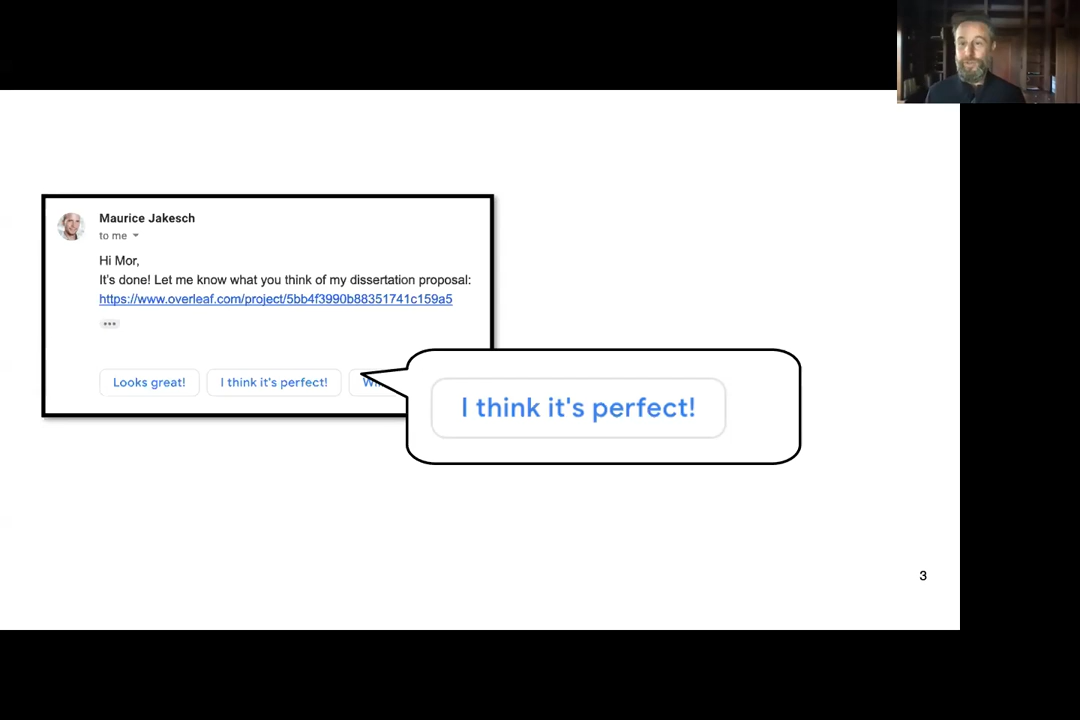 Maurice Jakesch
to me
Hi Mor,
It's done! Let me know what you think of my dissertation proposal:
https://www.overleaf.com/project/5bb4f3990b88351741c159a5
Looks great!
I think it's perfect!
I think it's perfect!
3